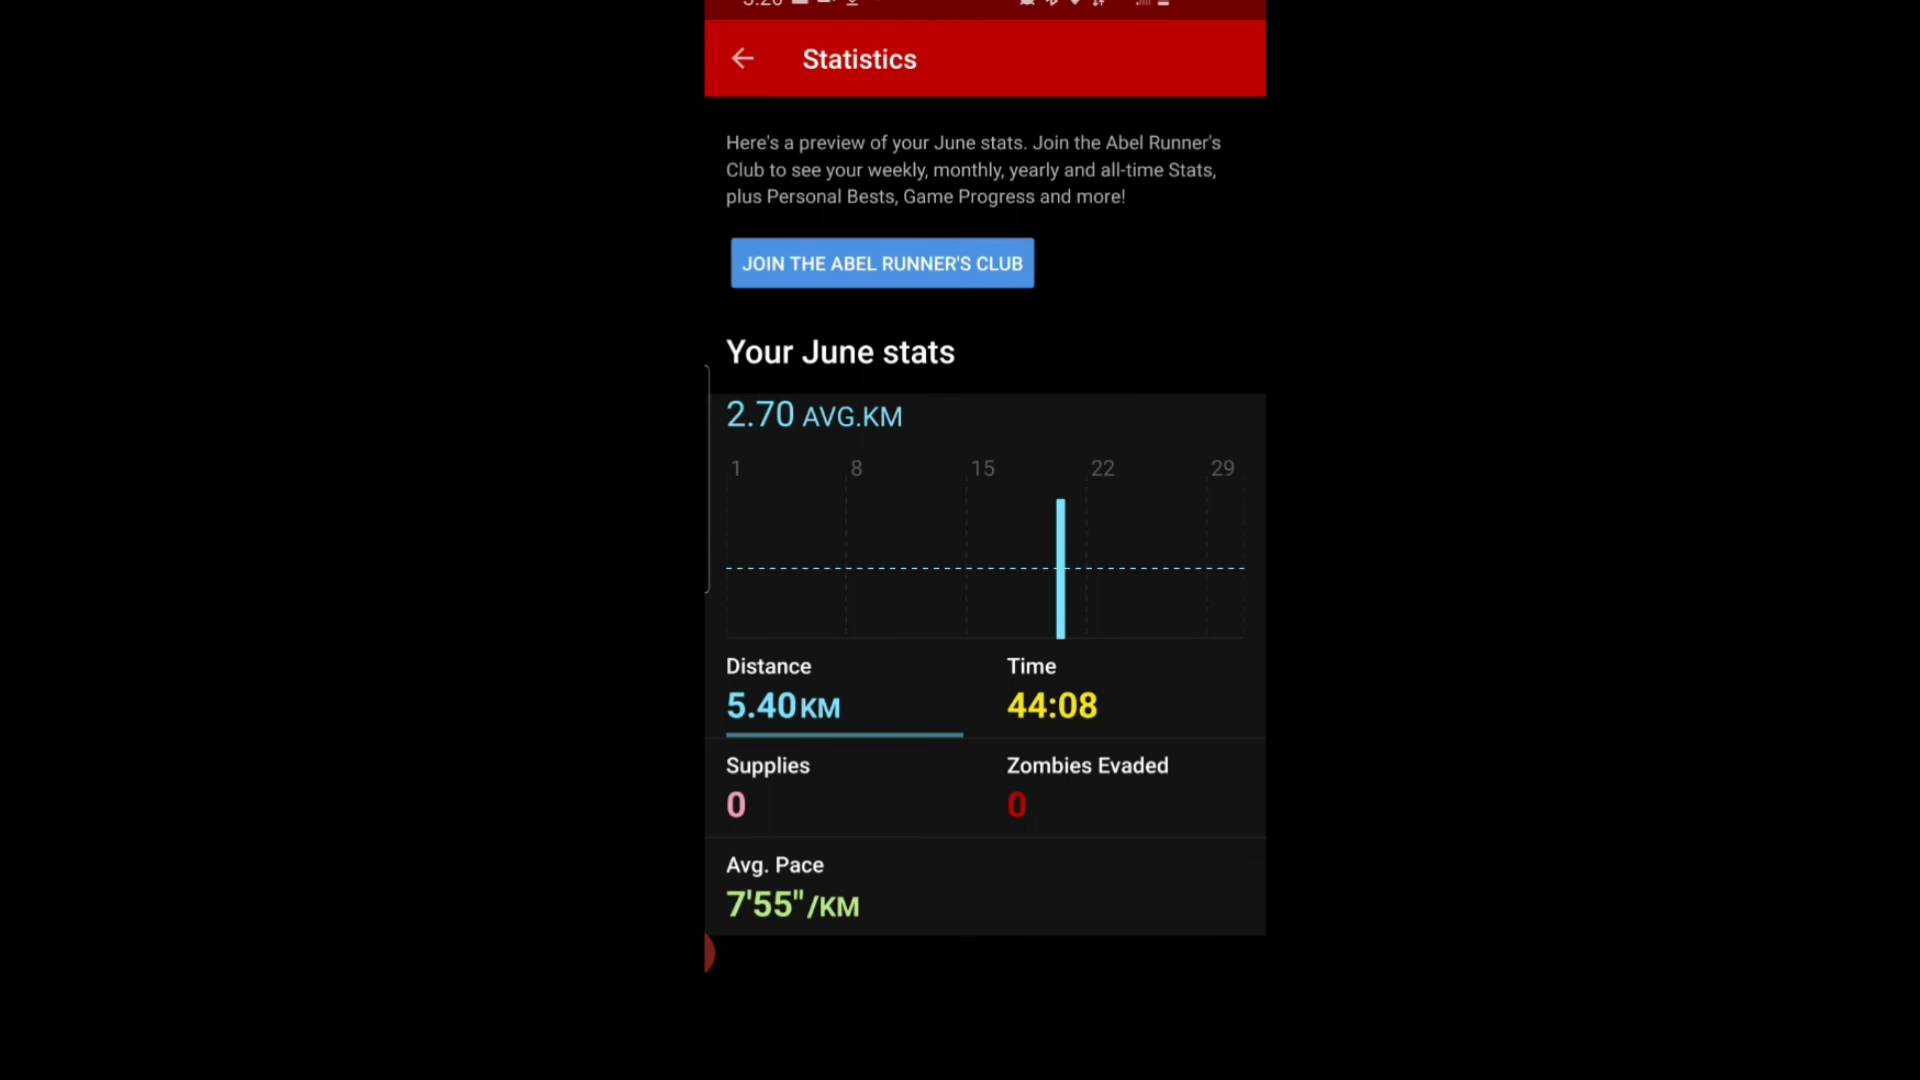 Statistics
Here's a preview of your June stats. Join the Abel Runner's
Club to see your weekly, monthly, yearly and all-time Stats,
plus Personal Bests, Game Progress and more!
JOIN THE ABEL RUNNER'S CLUB
Your June stats
2.70 AVG.KM
1 8 15 22 29
Distance Time
5.40KM 44:08
Supplies Zombies Evaded
0 0
Avg. Pace
7'55"/KM